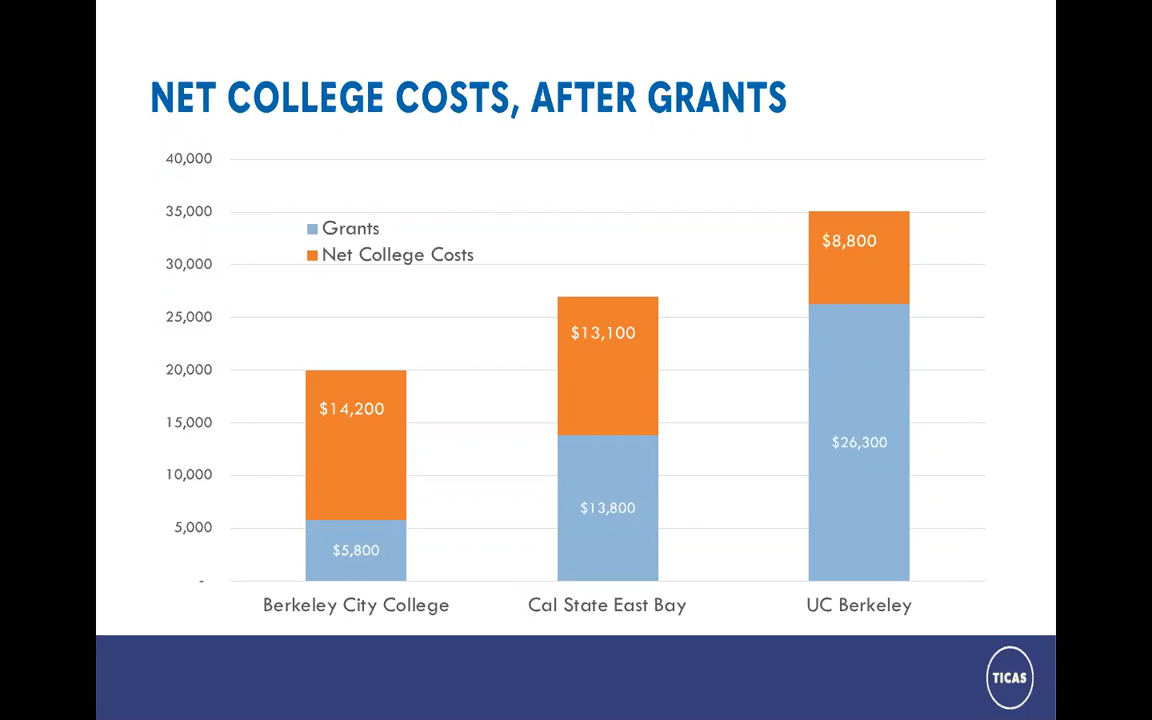 NET COLLEGE COSTS, AFTER GRANTS
40,000
35,000
30,000
25,000
20,000
15,000
10,000
5,000
-
Grants
Net College Costs
$14,200
$5,800
$13,100
$13,800
$8,800
$26,300
Berkeley City College
Cal State East Bay
UC Berkeley
TICAS